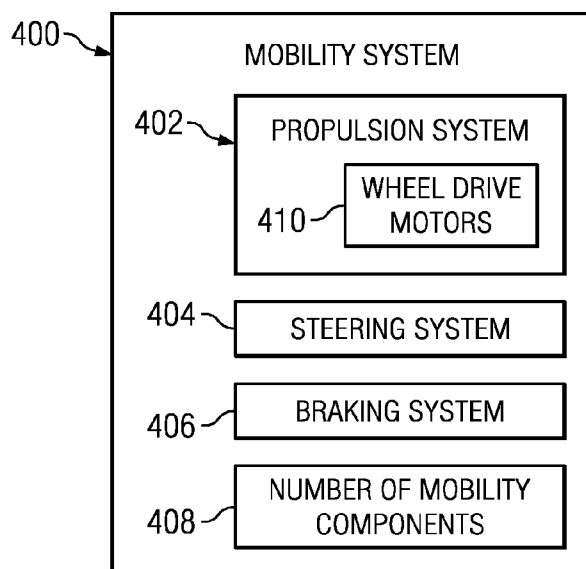 400
MOBILITY SYSTEM
402
PROPULSION SYSTEM
410
WHEEL DRIVE
MOTORS
404
STEERING SYSTEM
406
BRAKING SYSTEM
408
NUMBER OF MOBILITY
COMPONENTS